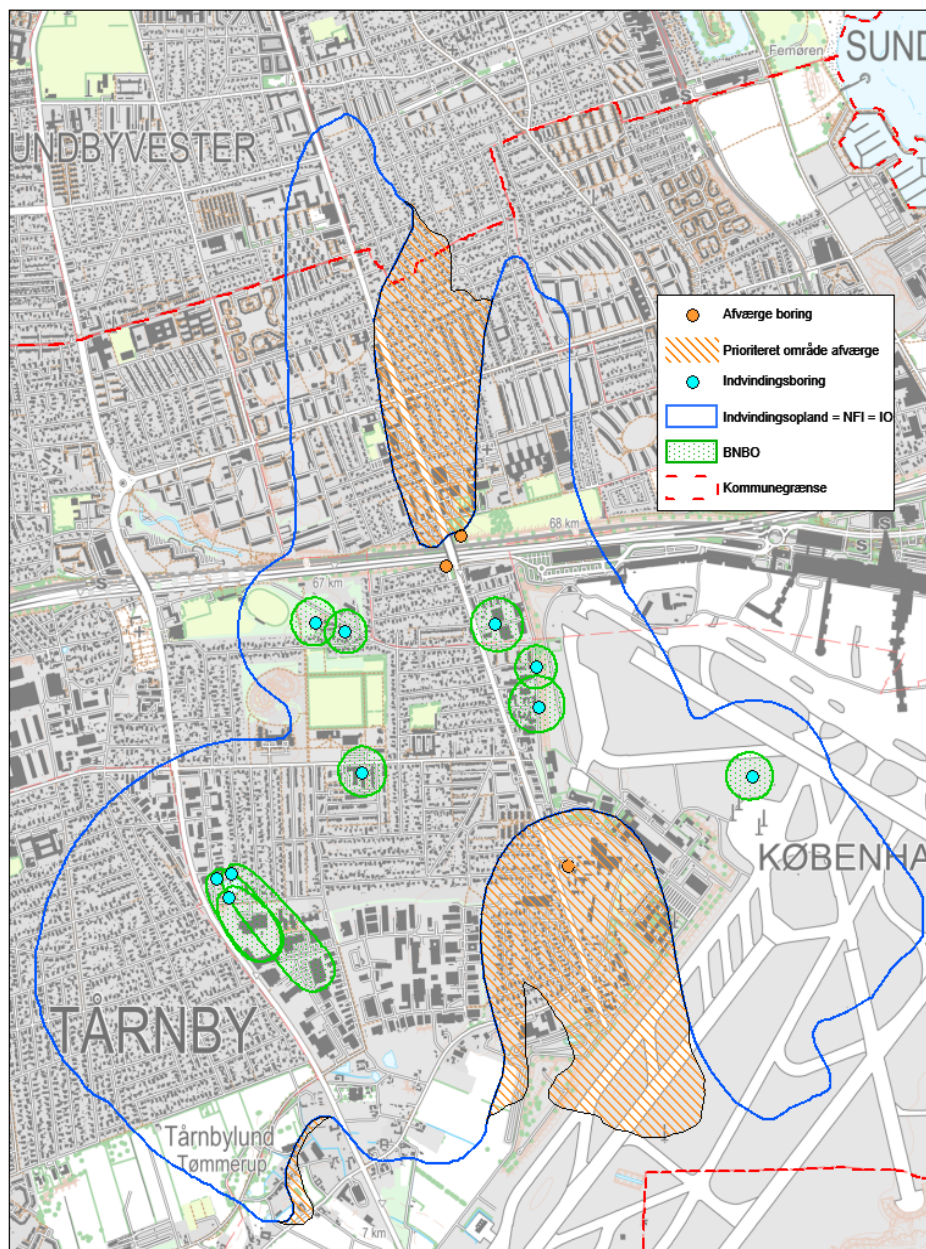 Femøren
SUND
UNDBYVESTER
Afværge boring
Prioriteret område afværge
Indvindingsboring
Indvindingsopland = NFI = IO
BNBO
Kommunegrænse
68 km
S
S
S
67 km
KØBENHA
TÅRNBY
Tårnbylund
Tømmerup
7 km